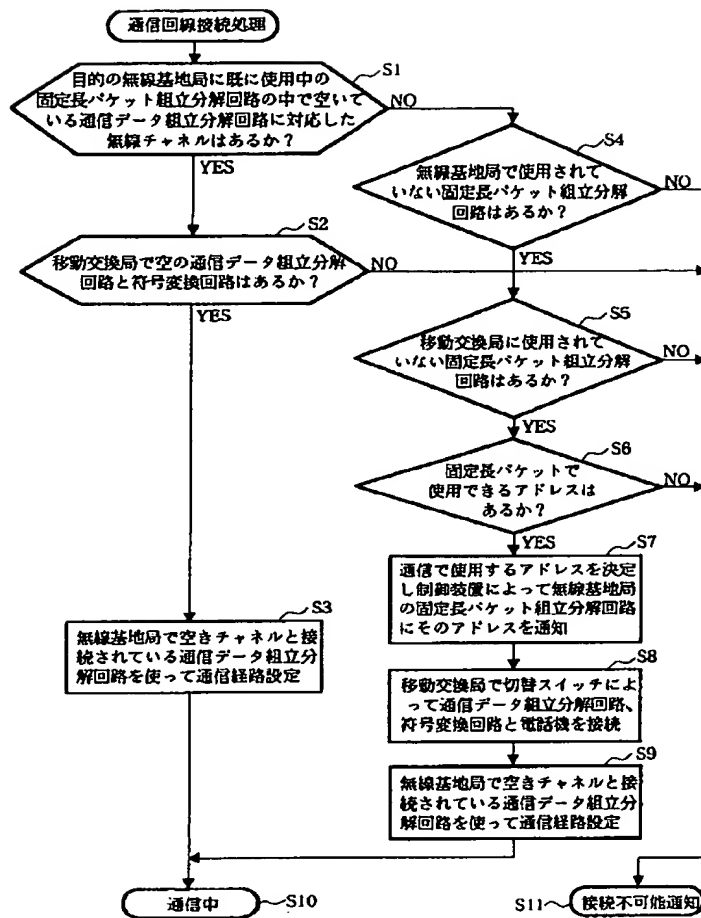 通信回線接続処理
S1
目的の無線基地局に既に使用中の
固定長パケット組立分解回路の中で空いて
いる通信データ組立分解回路に対応した
無線チャネルはあるか？
NO
YES
S4
無線基地局で使用されて
いない固定長パケット組立分解
回路はあるか？
NO
YES
S2
移動交換局で空の通信データ組立分解
回路と符号変換回路はあるか？
NO
YES
S5
移動交換局に使用されて
いない固定長パケット組立分解
回路はあるか？
NO
YES
S6
固定長パケットで
使用できるアドレスは
あるか？
NO
YES
S7
通信で使用するアドレスを決定
し制御装置によって無線基地局
の固定長パケット組立分解回路
にそのアドレスを通知
S3
無線基地局で空きチャネルと接
続されている通信データ組立分
解回路を使って通信経路設定
S8
移動交換局で切替スイッチによ
って通信データ組立分解回路、
符号変換回路と電話機を接続
S9
無線基地局で空きチャネルと接
続されている通信データ組立分
解回路を使って通信経路設定
通信中
S10
S11
接続不可能通知